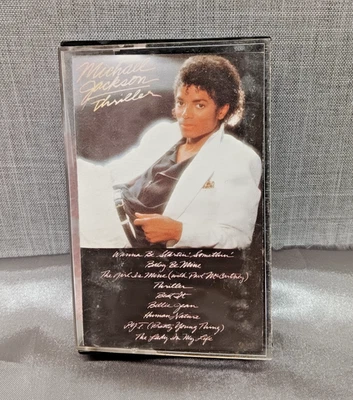 Michael
Jackson
Thriller
Wanna Be Startin' Somethin'
Baby Be Mine
The Girl Is Mine (with Paul McCartney)
Thriller
Beat It
Billie Jean
Human Nature
P.Y.T. (Pretty Young Thing)
The Lady In My Life